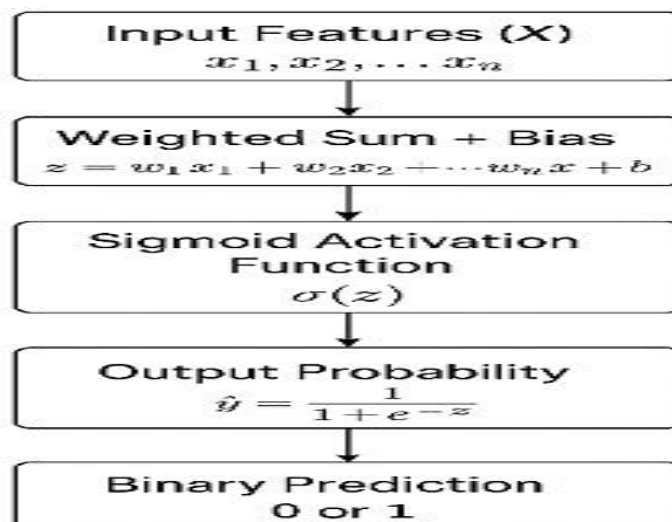 Input Features (X)
x₁, x₂, ... xₙ
Weighted Sum + Bias
z = w₁x₁ + w₂x₂ + ··· wₙx + b
Sigmoid Activation
Function
σ(z)
Output Probability
ŷ = 1 / (1 + e^{-z})
Binary Prediction
0 or 1